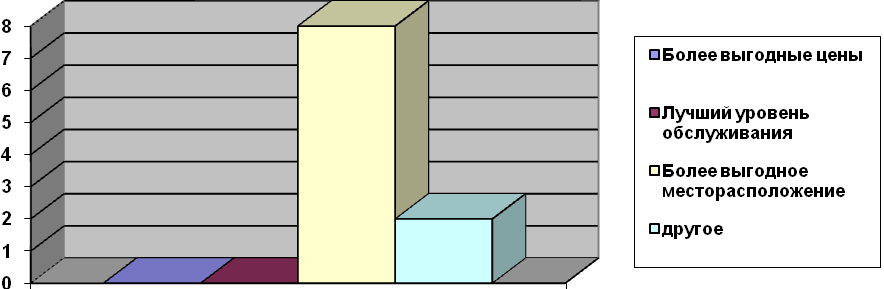 8
7
6
5
4
3
2
1
0
Более выгодные цены
Лучший уровень
обслуживания
Более выгодное
месторасположение
другое